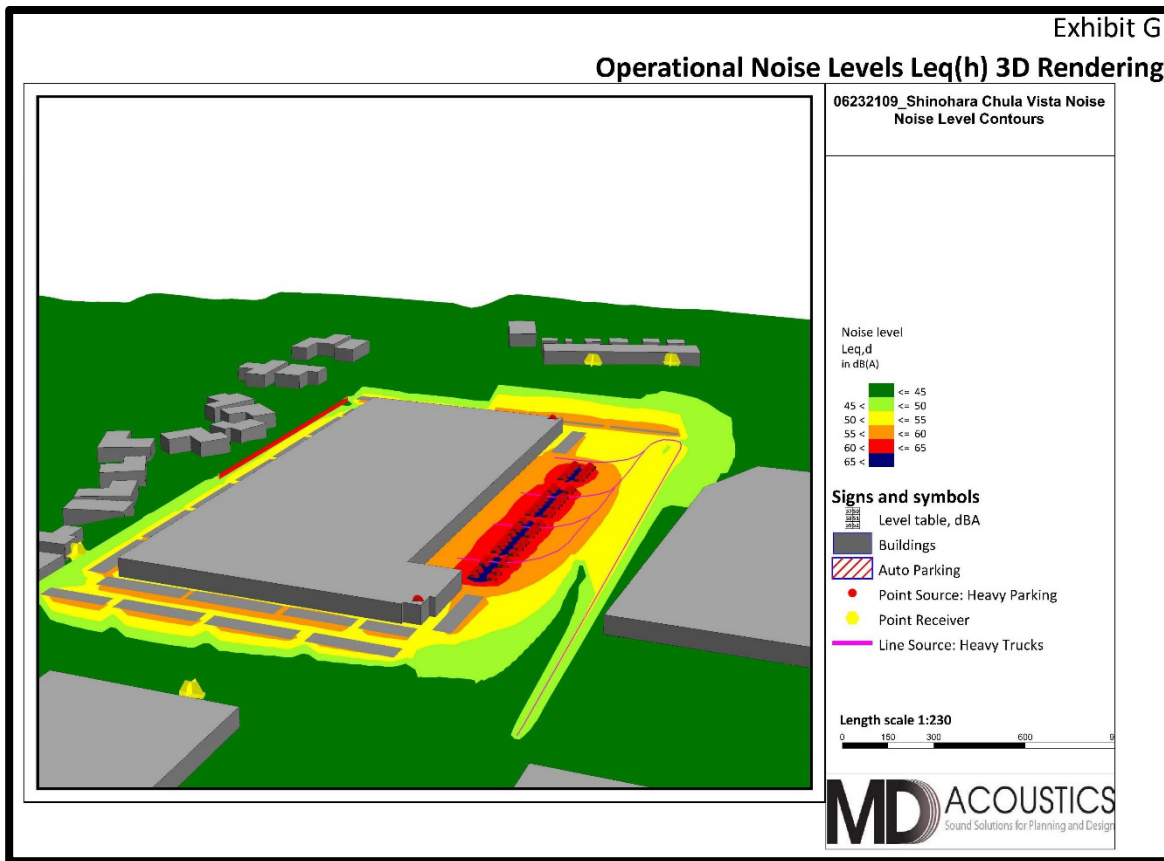 Exhibit G
Operational Noise Levels Leq(h) 3D Rendering
06232109_Shinohara Chula Vista Noise
Noise Level Contours
Noise level
Leq,d
in dB(A)
<= 45
45 < <= 50
50 < <= 55
55 < <= 60
60 < <= 65
65 <
Signs and symbols
Level table, dBA
Buildings
Auto Parking
Point Source: Heavy Parking
Point Receiver
Line Source: Heavy Trucks
Length scale 1:230
0 150 300 600 9
MD ACOUSTICS
Sound Solutions for Planning and Design